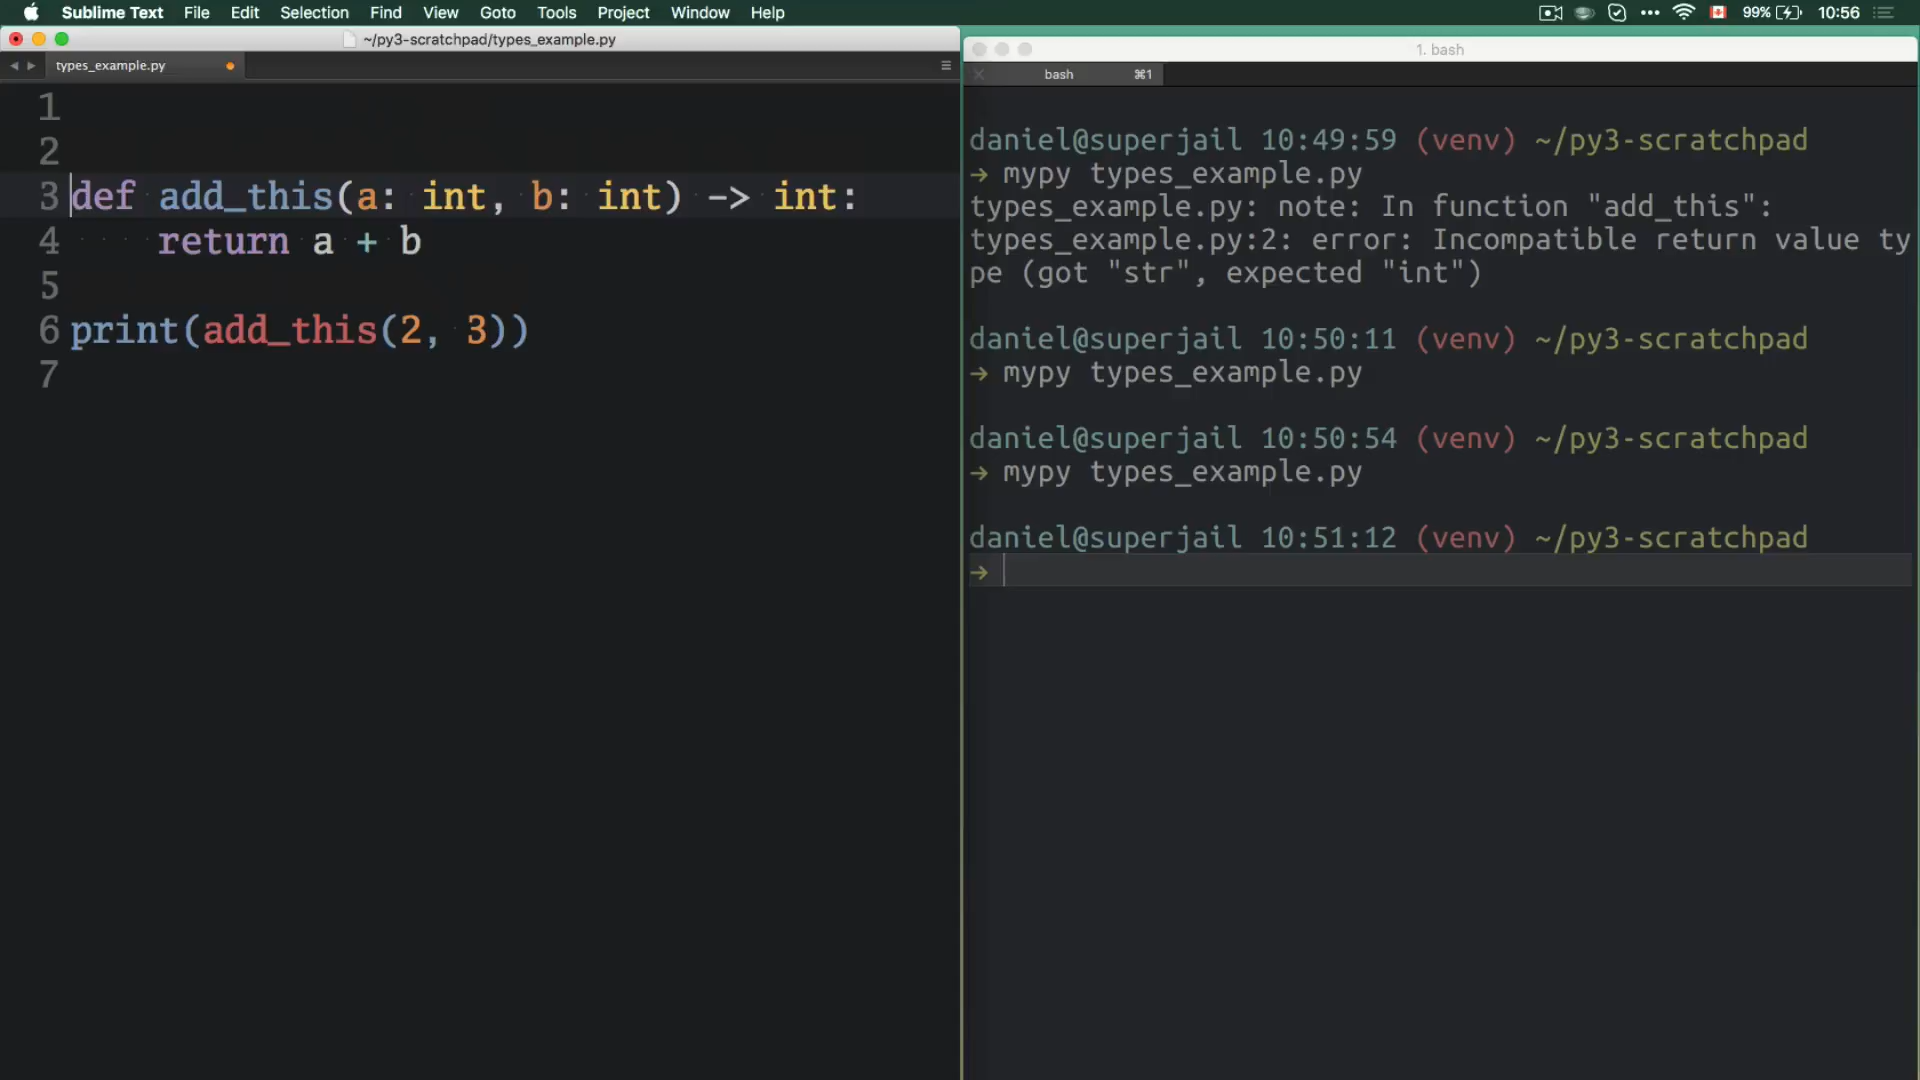 Sublime Text File Edit Selection Find View Goto Tools Project Window Help 99% 10:56
~/py3-scratchpad/types_example.py
types_example.py
1
2
3 def add_this(a: int, b: int) -> int:
4 return a + b
5
6 print(add_this(2, 3))
7
1. bash
bash ⌘1
daniel@superjail 10:49:59 (venv) ~/py3-scratchpad
→ mypy types_example.py
types_example.py: note: In function "add_this":
types_example.py:2: error: Incompatible return value ty
pe (got "str", expected "int")
daniel@superjail 10:50:11 (venv) ~/py3-scratchpad
→ mypy types_example.py
daniel@superjail 10:50:54 (venv) ~/py3-scratchpad
→ mypy types_example.py
daniel@superjail 10:51:12 (venv) ~/py3-scratchpad
→